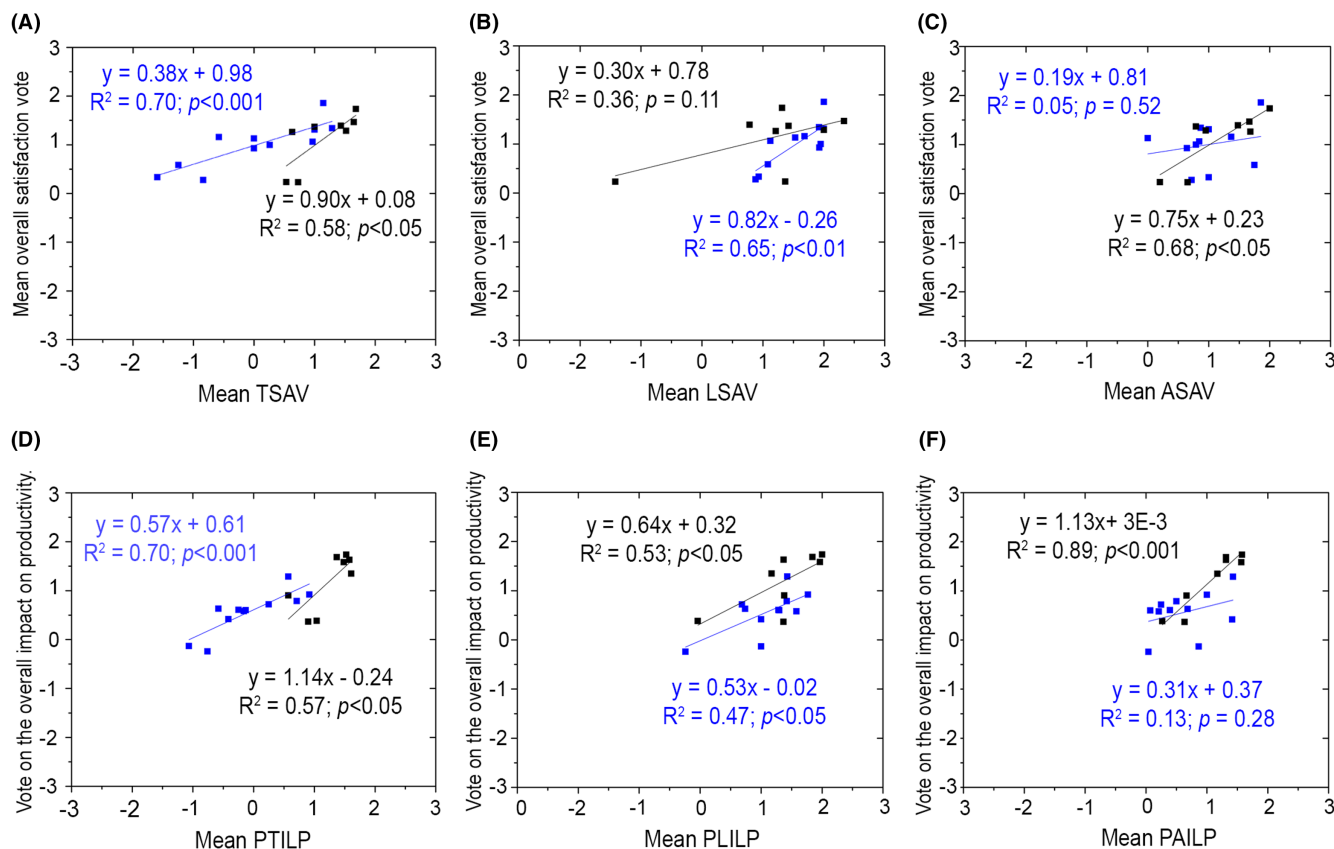 (A)
y = 0.38x + 0.98
R² = 0.70; p<0.001
y = 0.90x + 0.08
R² = 0.58; p<0.05
Mean overall satisfaction vote
3
2
1
0
-1
-2
-3
-3
-2
-1
0
1
2
3
Mean TSAV
(B)
y = 0.30x + 0.78
R² = 0.36; p = 0.11
y = 0.82x - 0.26
R² = 0.65; p<0.01
Mean overall satisfaction vote
3
2
1
0
-1
-2
-3
-3
-2
-1
0
1
2
3
Mean LSAV
(C)
y = 0.19x + 0.81
R² = 0.05; p = 0.52
y = 0.75x + 0.23
R² = 0.68; p<0.05
Mean overall satisfaction vote
3
2
1
0
-1
-2
-3
-3
-2
-1
0
1
2
3
Mean ASAV
(D)
y = 0.57x + 0.61
R² = 0.70; p<0.001
y = 1.14x - 0.24
R² = 0.57; p<0.05
Vote on the overall impact on productivity.
3
2
1
0
-1
-2
-3
-3
-2
-1
0
1
2
3
Mean PTILP
(E)
y = 0.64x + 0.32
R² = 0.53; p<0.05
y = 0.53x - 0.02
R² = 0.47; p<0.05
Vote on the overall impact on productivity
3
2
1
0
-1
-2
-3
-3
-2
-1
0
1
2
3
Mean PLILP
(F)
y = 1.13x+ 3E-3
R² = 0.89; p<0.001
y = 0.31x + 0.37
R² = 0.13; p = 0.28
Vote on the overall impact on productivity
3
2
1
0
-1
-2
-3
-3
-2
-1
0
1
2
3
Mean PAILP